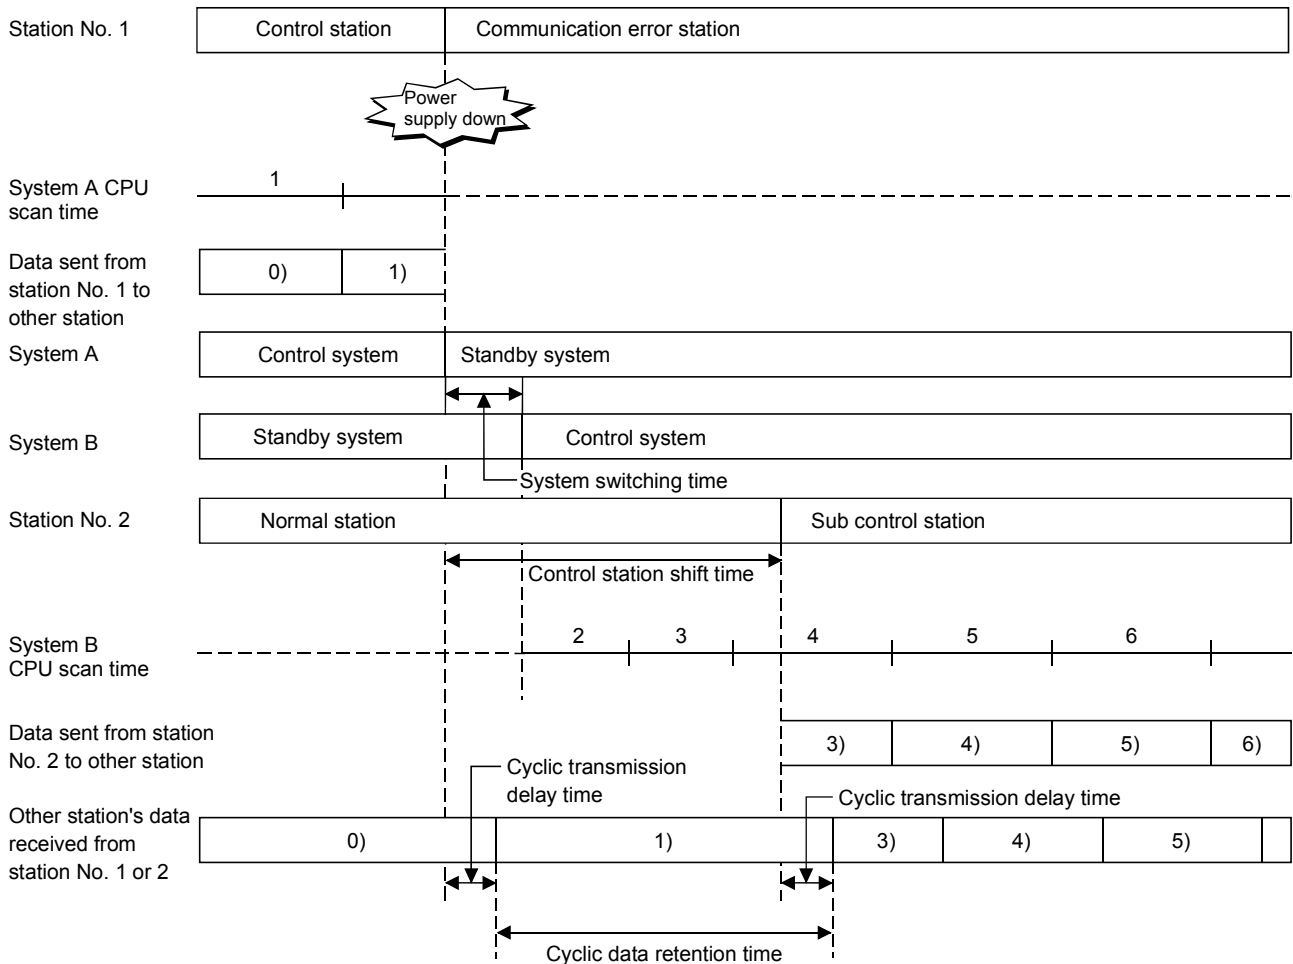 Station No. 1
Control station
Communication error station
Power
supply down
System A CPU
scan time
1
Data sent from
station No. 1 to
other station
0)
1)
System A
Control system
Standby system
System B
Standby system
Control system
System switching time
Station No. 2
Normal station
Sub control station
Control station shift time
System B
CPU scan time
2
3
4
5
6
Data sent from station
No. 2 to other station
3)
4)
5)
6)
Cyclic transmission
delay time
Cyclic transmission delay time
Other station's data
received from
station No. 1 or 2
0)
1)
3)
4)
5)
Cyclic data retention time